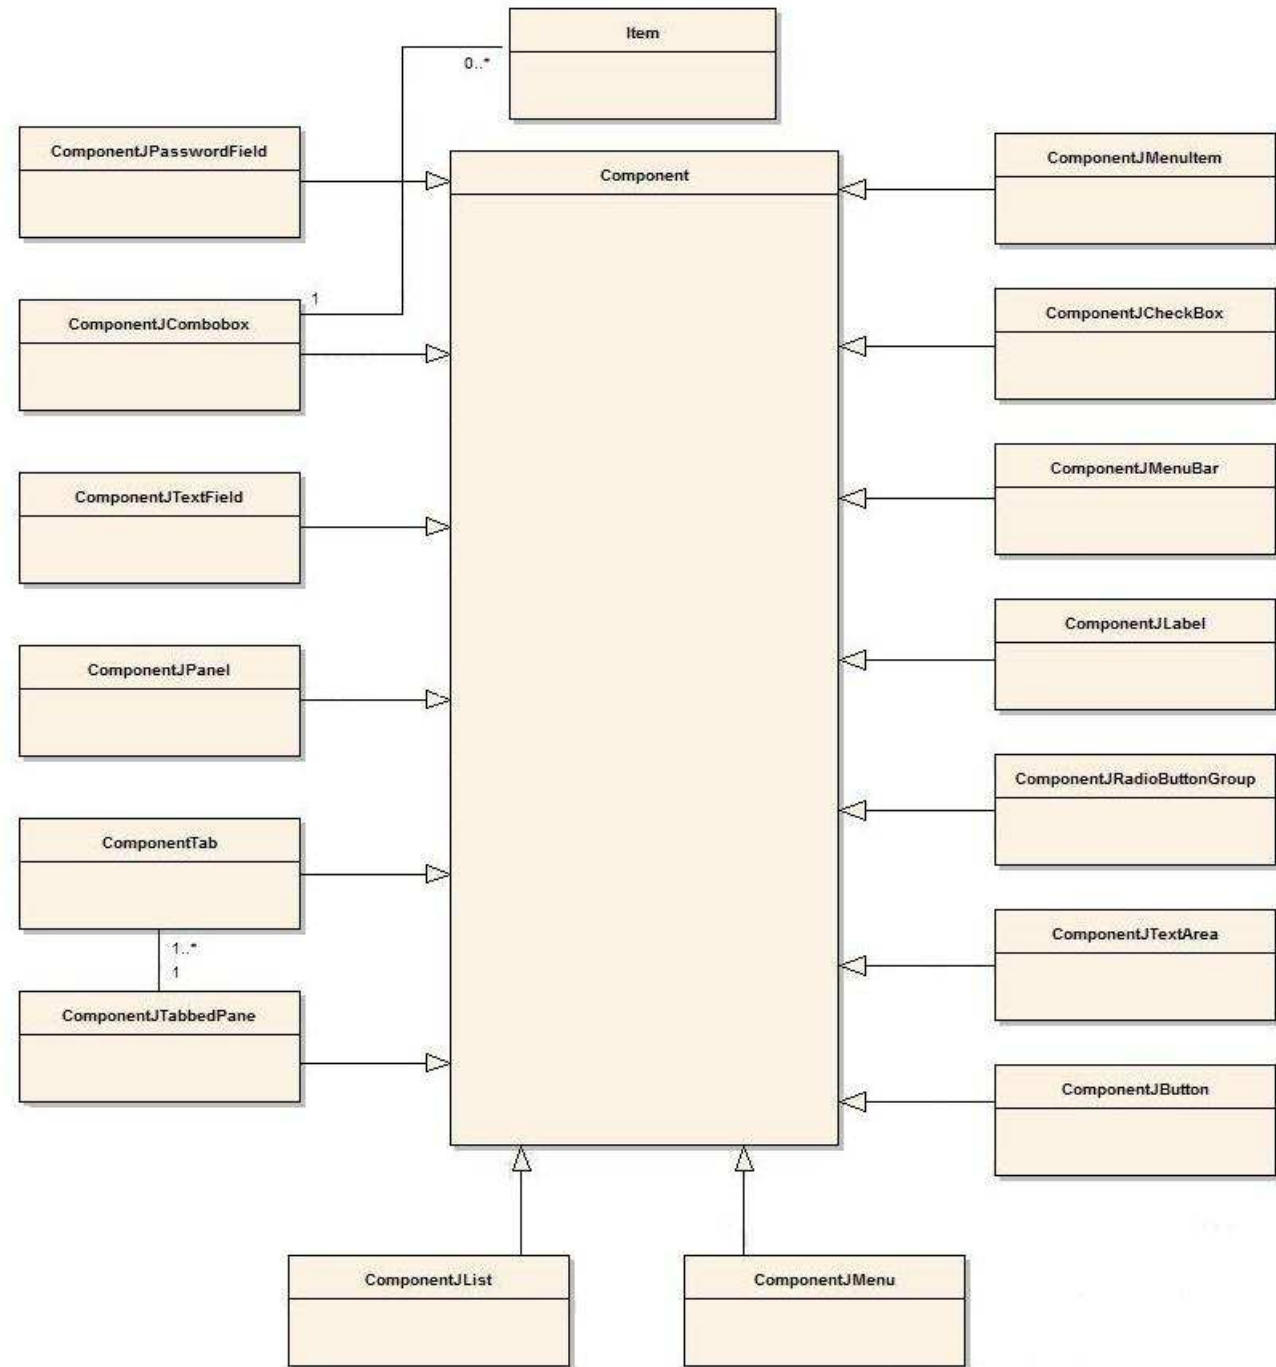 Item
0..*
ComponentJPasswordField
Component
ComponentJMenuItem
1
ComponentJCombobox
ComponentJCheckBox
ComponentJTextField
ComponentJMenuBar
ComponentJPanel
ComponentJLabel
ComponentJRadioButtonGroup
ComponentTab
1..*
1
ComponentJTextArea
ComponentJTabbedPane
ComponentJButton
ComponentJList
ComponentJMenu